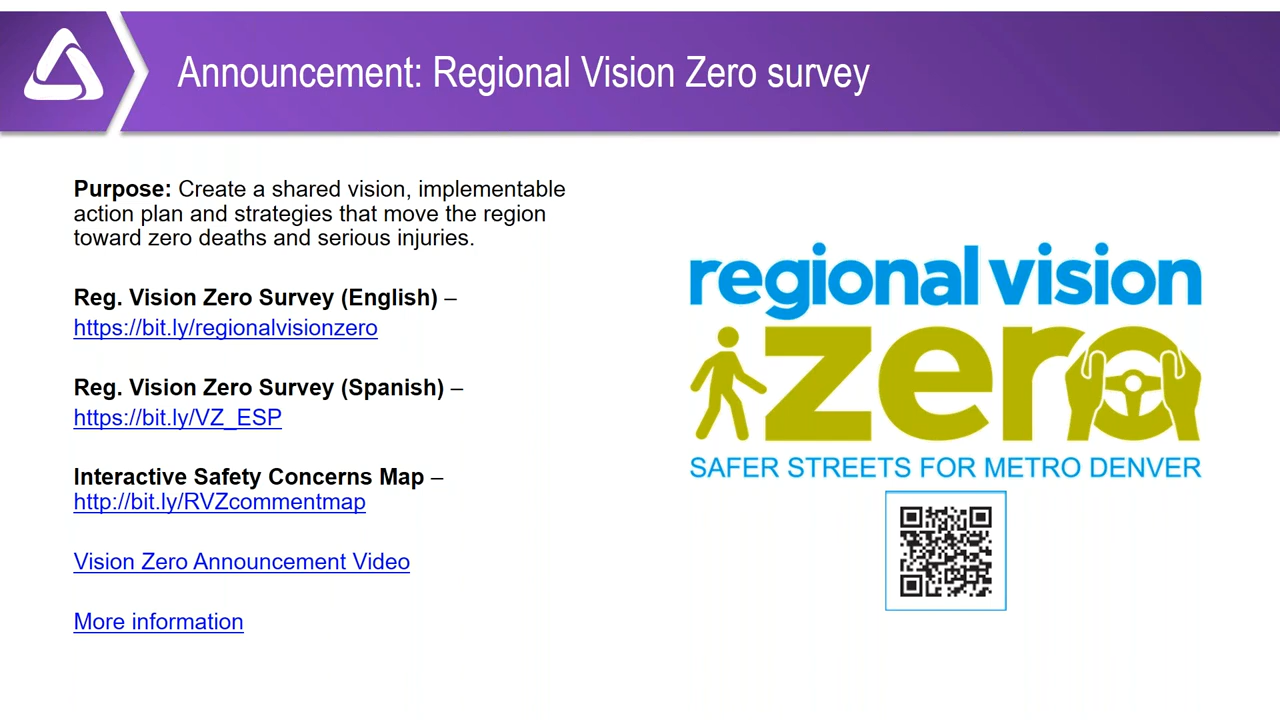 Announcement: Regional Vision Zero survey
Purpose: Create a shared vision, implementable
action plan and strategies that move the region
toward zero deaths and serious injuries.
Reg. Vision Zero Survey (English) –
https://bit.ly/regionalvisionzero
Reg. Vision Zero Survey (Spanish) –
https://bit.ly/VZ_ESP
Interactive Safety Concerns Map –
http://bit.ly/RVZcommentmap
Vision Zero Announcement Video
More information
regional vision
zero
SAFER STREETS FOR METRO DENVER